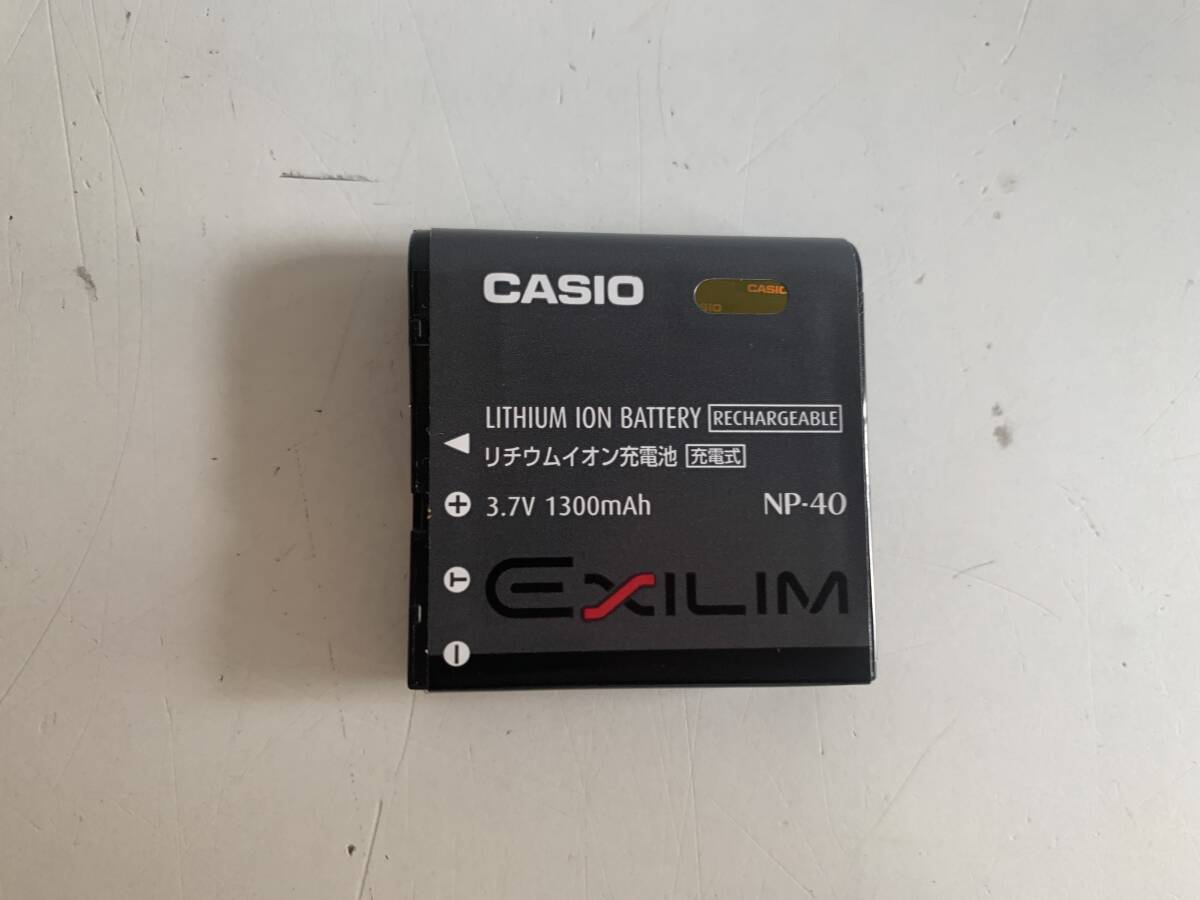 CASIO
CASIO
SIO
LITHIUM ION BATTERY RECHARGEABLE
リチウムイオン充電池 充電式
3.7V 1300mAh NP-40
T
EXILIM